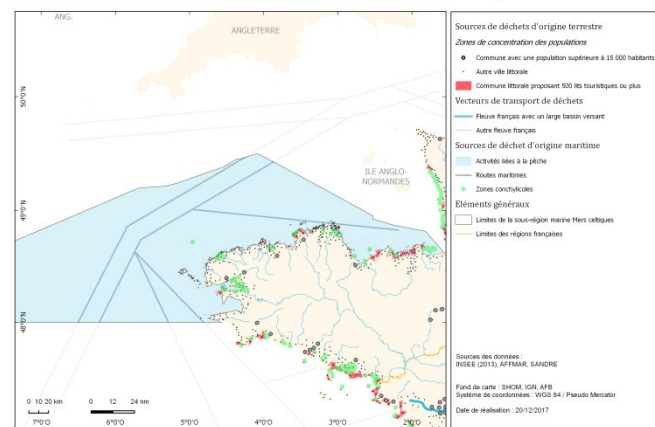 ANG.
ANGLETERRE
ILE ANGLO-
NORMANDES
50°0'N
49°0'N
48°0'N
0 10 20 km
0 12 24 nm
7°0'O
6°0'O
5°0'O
4°0'O
3°0'O
2°0'O
Sources de déchets d'origine terrestre
Zones de concentration des populations
Commune avec une population supérieure à 15 000 habitants
Autre ville littorale
Commune littorale proposant 500 lits touristiques ou plus
Vecteurs de transport de déchets
Fleuve français avec un large bassin versant
Autre fleuve français
Sources de déchet d'origine maritime
Activités liées à la pêche
Routes maritimes
Zones conchylicoles
Eléments généraux
Limites de la sous-région marine Mers celtiques
Limites des régions françaises
Sources des données :
INSEE (2013), AFFMAR, SANDRE
Fond de carte : SHOM, IGN, AFB
Système de coordonnées : WGS 84 / Pseudo Mercator
Date de réalisation : 20/12/2017